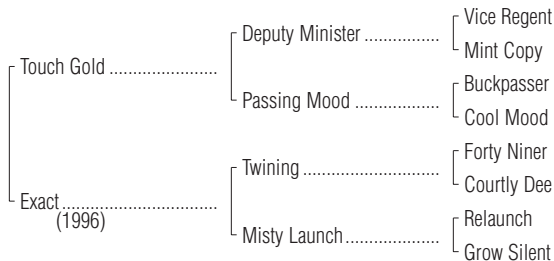 Vice Regent
Deputy Minister ................
Mint Copy
Touch Gold .......................
Buckpasser
Passing Mood ..................
Cool Mood
Forty Niner
Twining .............................
Courtly Dee
Exact.................................
(1996)
Relaunch
Misty Launch....................
Grow Silent